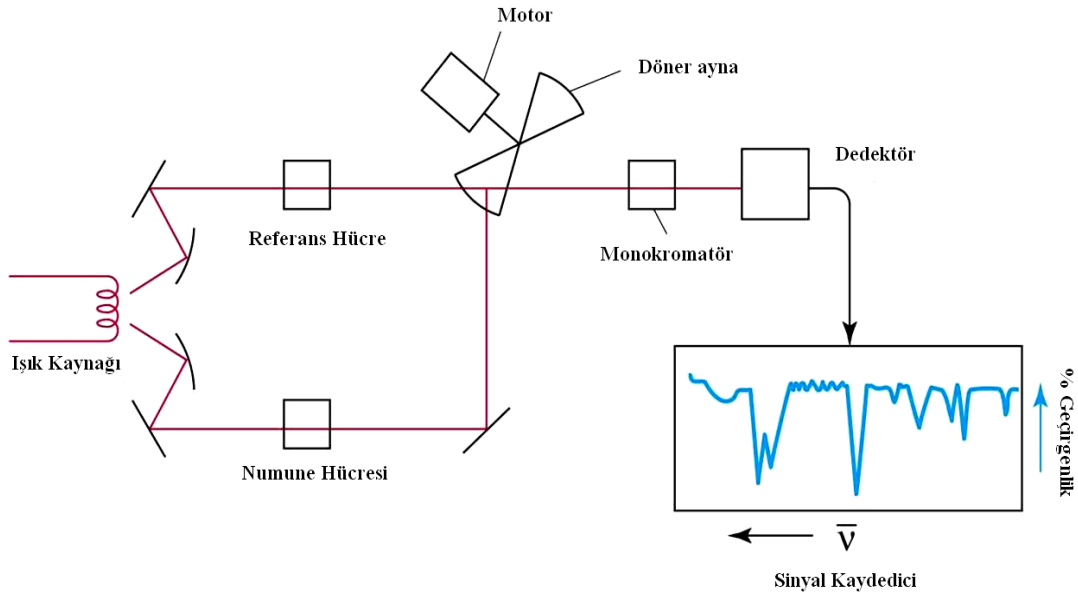 Motor
Döner ayna
Dedektör
Referans Hücre
Monokromatör
Işık Kaynağı
Numune Hücresi
% Geçirgenlik
ν̅
Sinyal Kaydedici